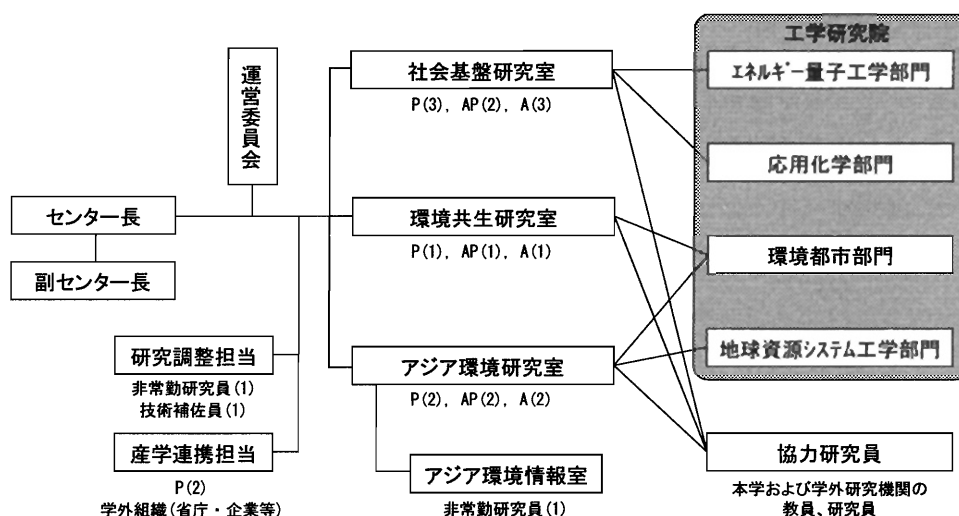 運営委員会
センター長
副センター長
研究調整担当
非常勤研究員(1)
技術補佐員(1)
産学連携担当
P(2)
学外組織(省庁・企業等)
社会基盤研究室
P(3), AP(2), A(3)
環境共生研究室
P(1), AP(1), A(1)
アジア環境研究室
P(2), AP(2), A(2)
アジア環境情報室
非常勤研究員(1)
工学研究院
エネルギー量子工学部門
応用化学部門
環境都市部門
地球資源システム工学部門
協力研究員
本学および学外研究機関の
教員、研究員